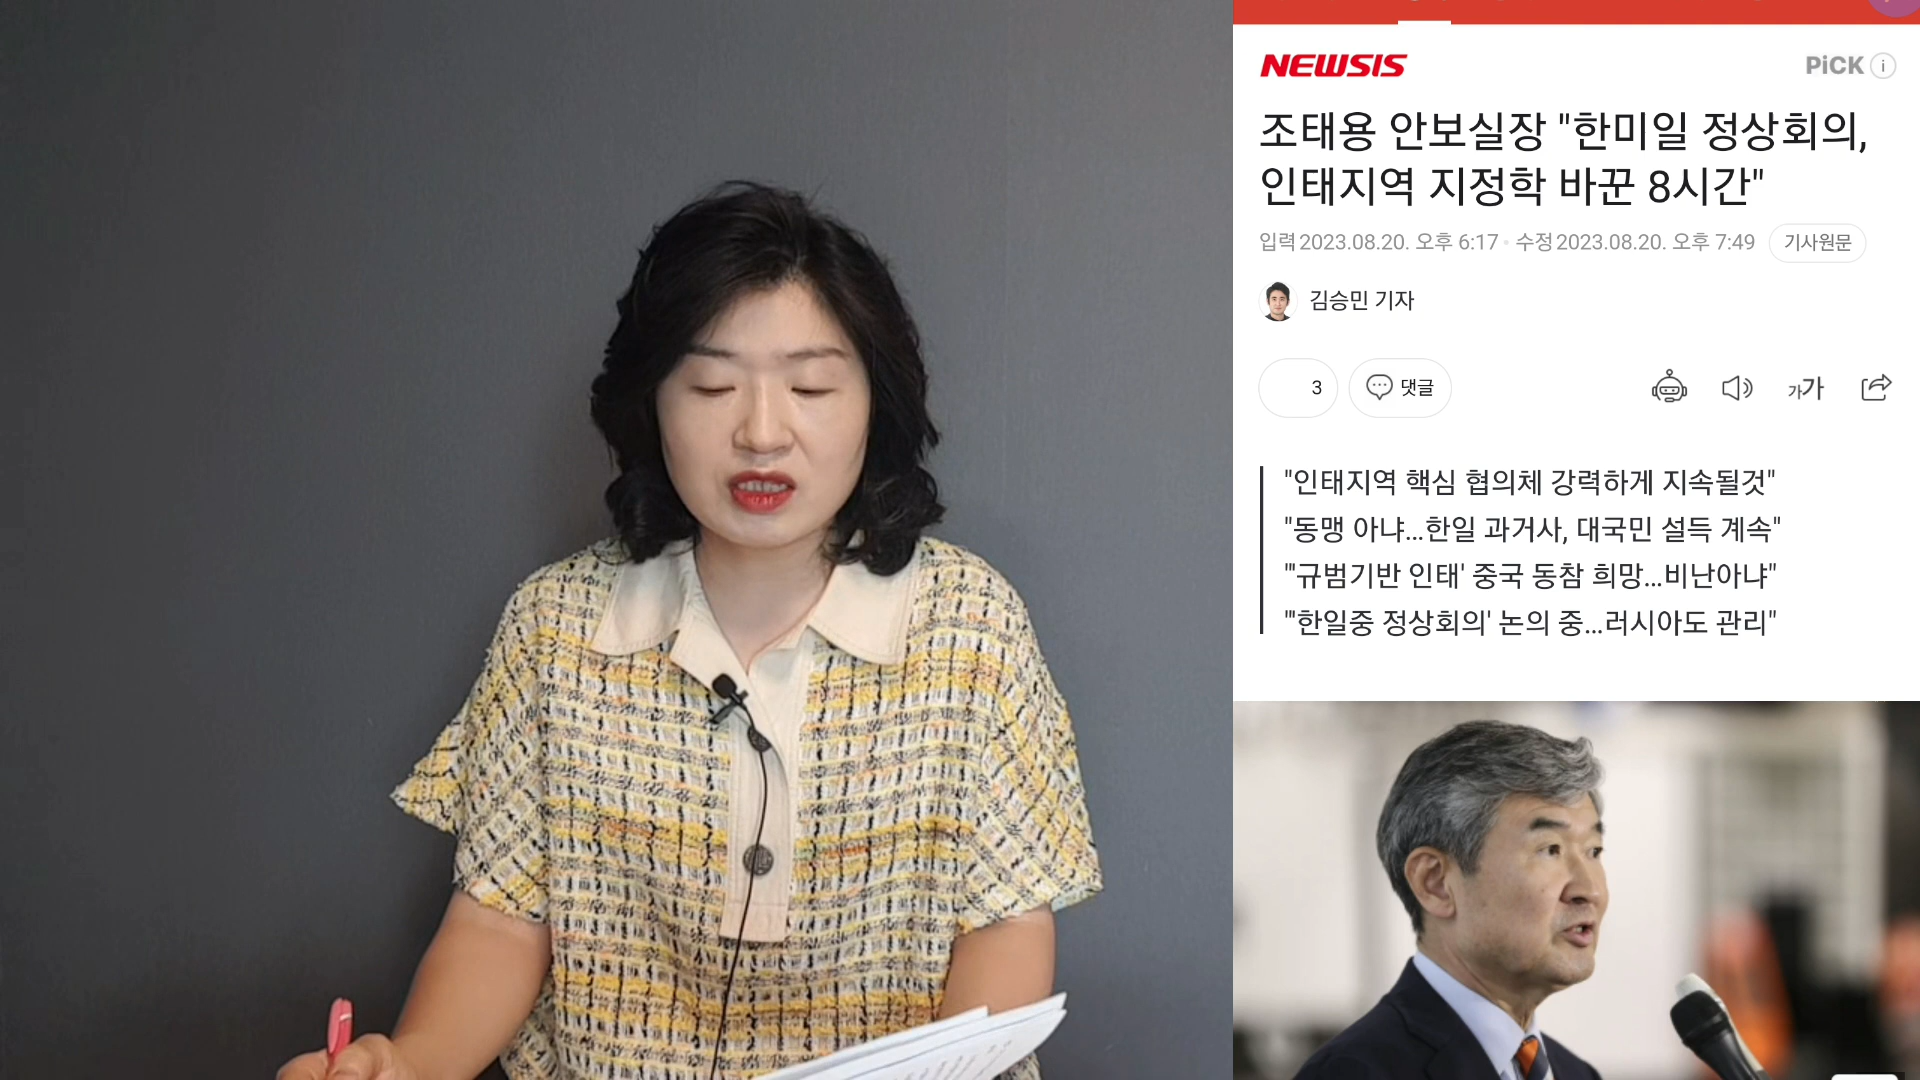 NEWSIS
PiCK i
조태용 안보실장 "한미일 정상회의,
인태지역 지정학 바꾼 8시간"
입력 2023.08.20. 오후 6:17 · 수정 2023.08.20. 오후 7:49 기사원문
김승민 기자
3 댓글
가가
"인태지역 핵심 협의체 강력하게 지속될것"
"동맹 아냐…한일 과거사, 대국민 설득 계속"
"'규범기반 인태' 중국 동참 희망…비난아냐"
"'한일중 정상회의' 논의 중…러시아도 관리"